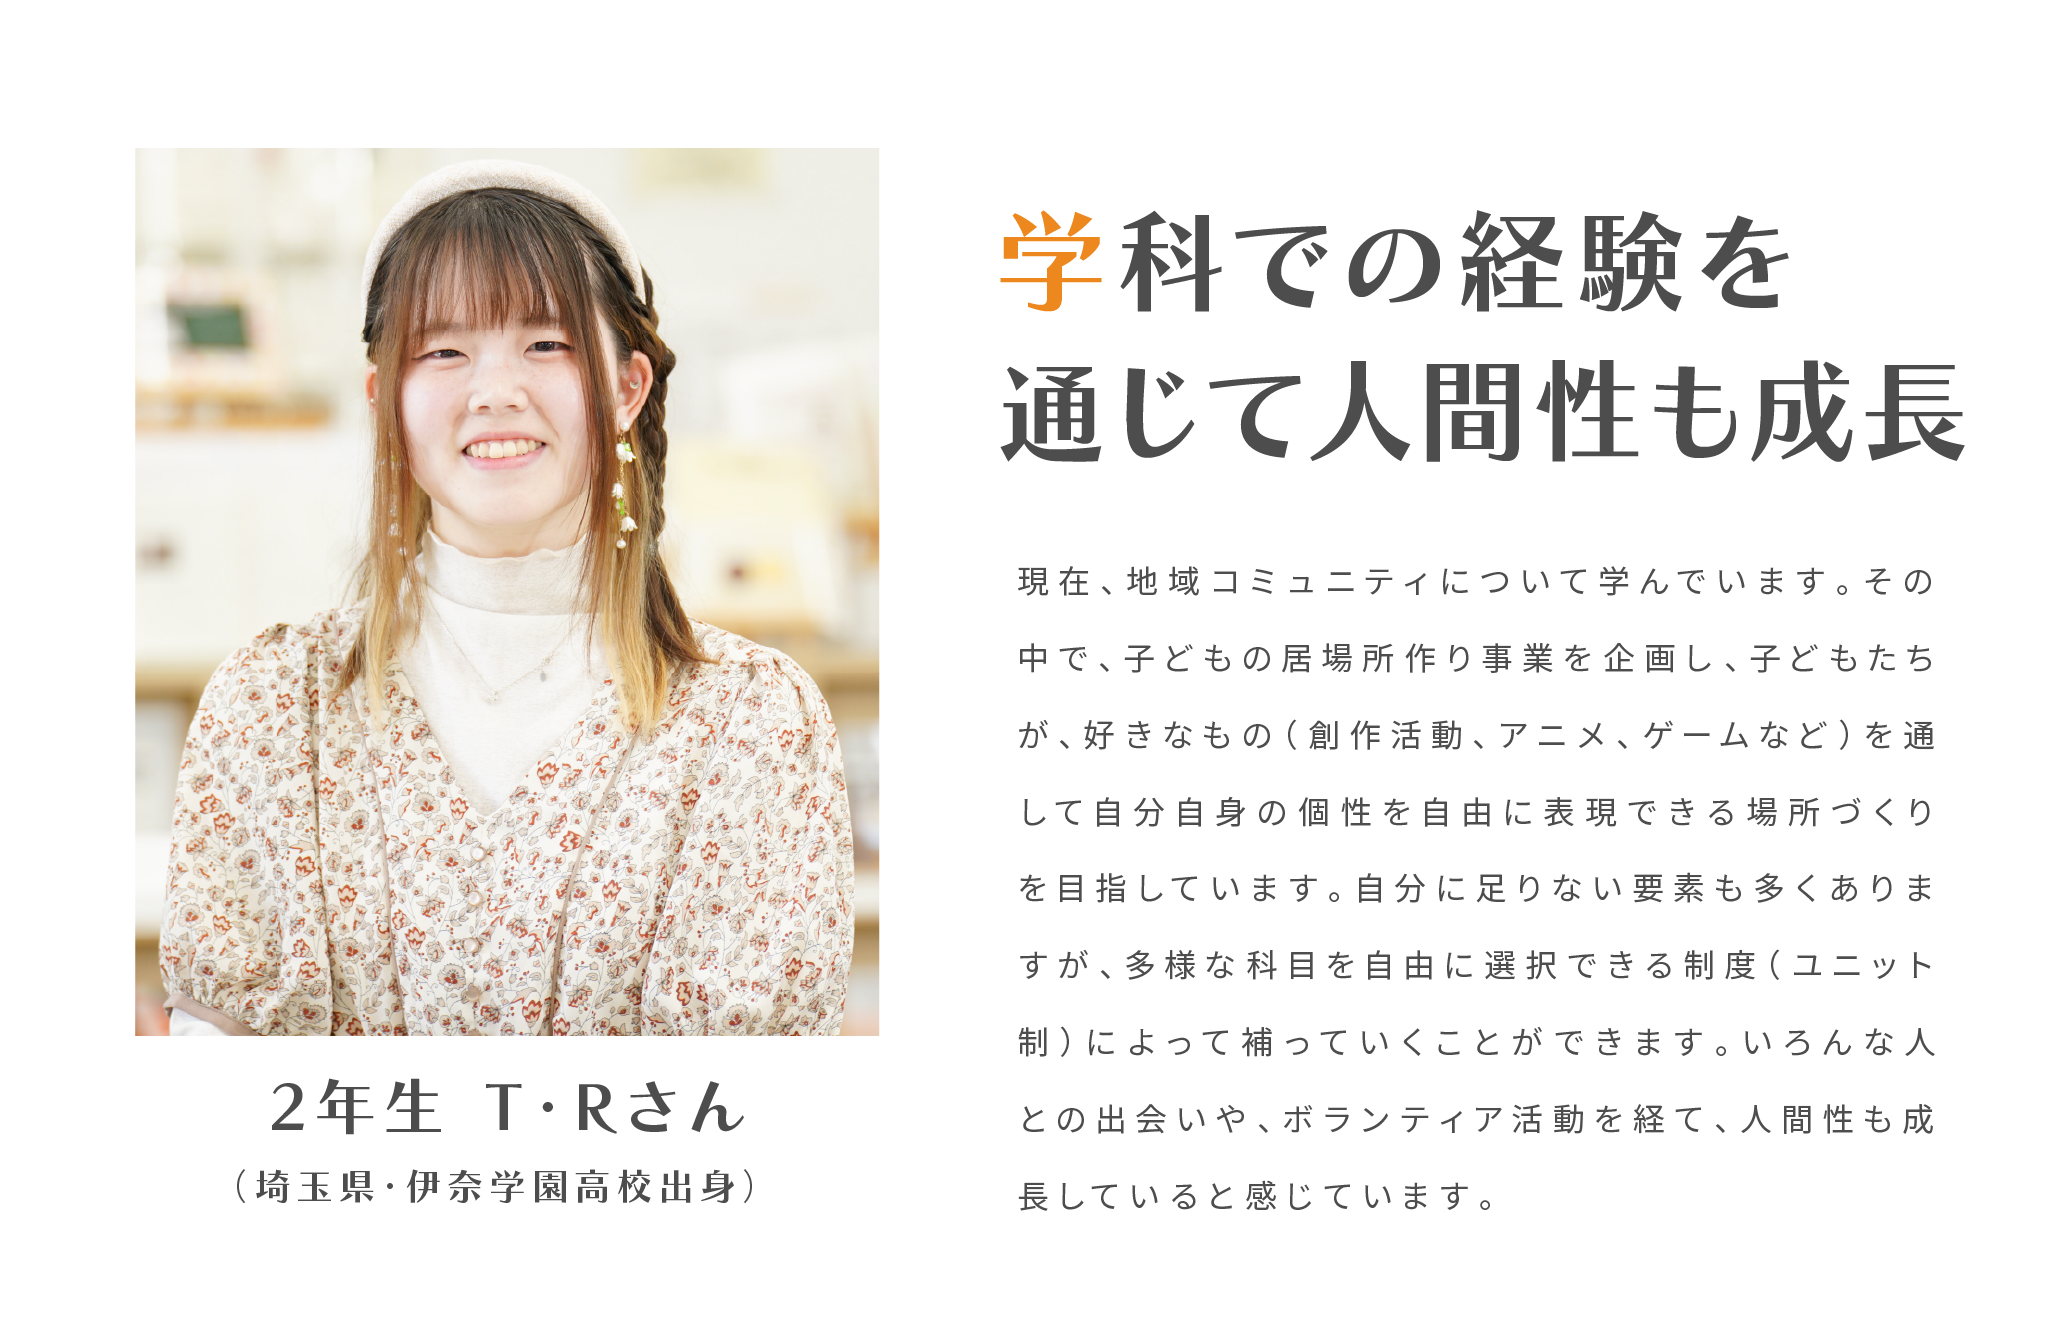 学科での経験を
通じて人間性も成長
現在、地域コミュニティについて学んでいます。その
中で、子どもの居場所作り事業を企画し、子どもたち
が、好きなもの（創作活動、アニメ、ゲームなど）を通
して自分自身の個性を自由に表現できる場所づくり
を目指しています。自分に足りない要素も多くありま
すが、多様な科目を自由に選択できる制度（ユニット
制）によって補っていくことができます。いろんな人
との出会いや、ボランティア活動を経て、人間性も成
長していると感じています。
2年生 T・Rさん
（埼玉県・伊奈学園高校出身）